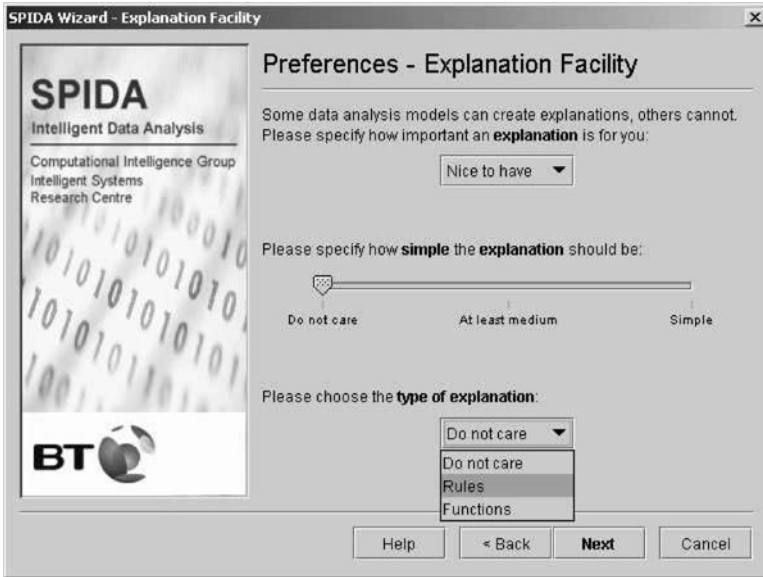 SPIDA Wizard - Explanation Facility
SPIDA
Intelligent Data Analysis
Computational Intelligence Group
Intelligent Systems
Research Centre
BT
Preferences - Explanation Facility
Some data analysis models can create explanations, others cannot.
Please specify how important an explanation is for you:
Nice to have
Please specify how simple the explanation should be:
Do not care At least medium Simple
Please choose the type of explanation:
Do not care
Do not care
Rules
Functions
Help < Back Next Cancel